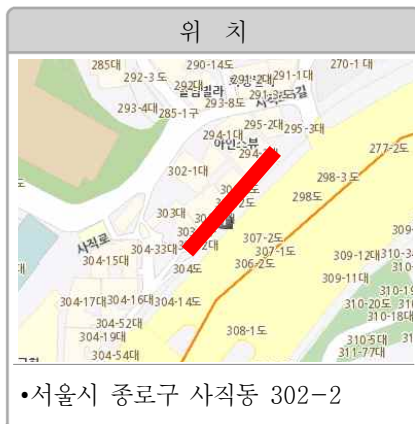 위 치
285대
290-14도
270-1 대
292-3도
291-1대
293-4대
285-1구
293-8도
295-2대
295-3대
294-1대
277-2도
302-1대
298-3도
298도
303대
307-2도
사직로
304-33대
307-1도
304-15대
304도
306-2도
309-12대
309-11대
304-17대
304-16대
304-14도
310-20도
310-18대
304-52대
308-1도
304-19대
310-5대
304-54대
311-77대
•서울시 종로구 사직동 302-2